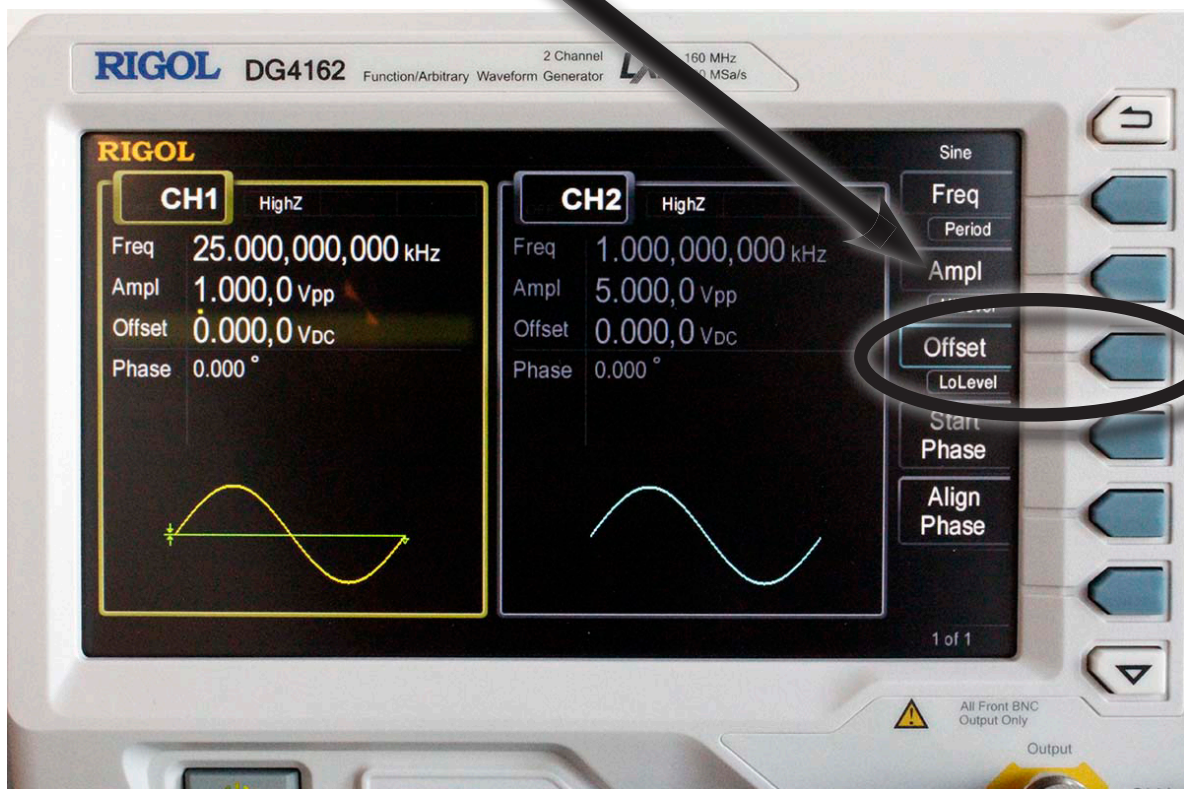 RIGOL DG4162 Function/Arbitrary Waveform Generator
2 Channel
160 MHz
MSa/s
RIGOL
Sine
CH1 HighZ
Freq 25.000,000,000 kHz
Ampl 1.000,0 Vpp
Offset 0.000,0 VDC
Phase 0.000 °
CH2 HighZ
Freq 1.000,000,000 kHz
Ampl 5.000,0 Vpp
Offset 0.000,0 VDC
Phase 0.000 °
Freq
Period
Ampl
Offset
LoLevel
Start
Phase
Align
Phase
1 of 1
All Front BNC
Output Only
Output